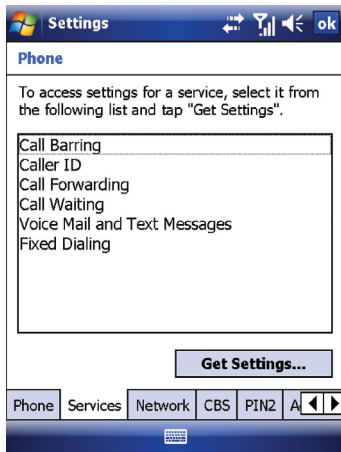 Settings
ok
Phone
To access settings for a service, select it from
the following list and tap "Get Settings".
Call Barring
Caller ID
Call Forwarding
Call Waiting
Voice Mail and Text Messages
Fixed Dialing
Get Settings...
Phone Services Network CBS PIN2 A